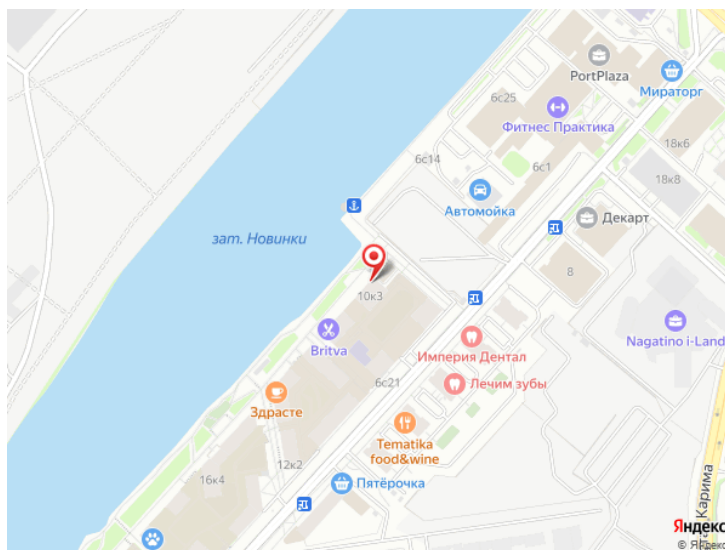 PortPlaza
6с25
Мираторг
Фитнес Практика
18к6
6с14
6с1
18к8
Автомойка
Декарт
зат. Новинки
8
10к3
Britva
Империя Дентал
Nagatino i-Land
6с21
Лечим зубы
Здрасте
Tematika
food&wine
12к2
16к4
Пятёрочка
Карима
Яндекс
© Яндекс